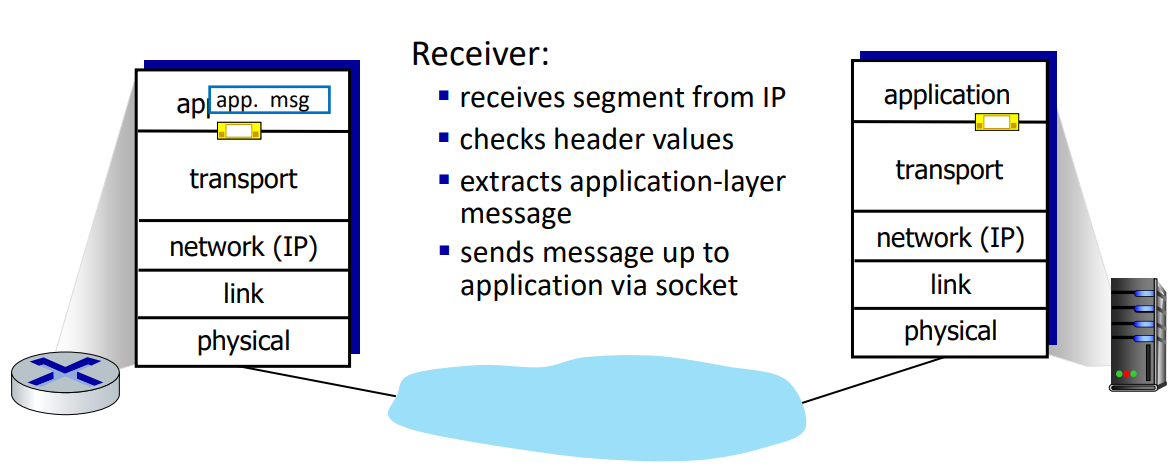 Receiver:
▪ receives segment from IP
▪ checks header values
▪ extracts application-layer
message
▪ sends message up to
application via socket
app
app. msg
transport
network (IP)
link
physical
application
transport
network (IP)
link
physical